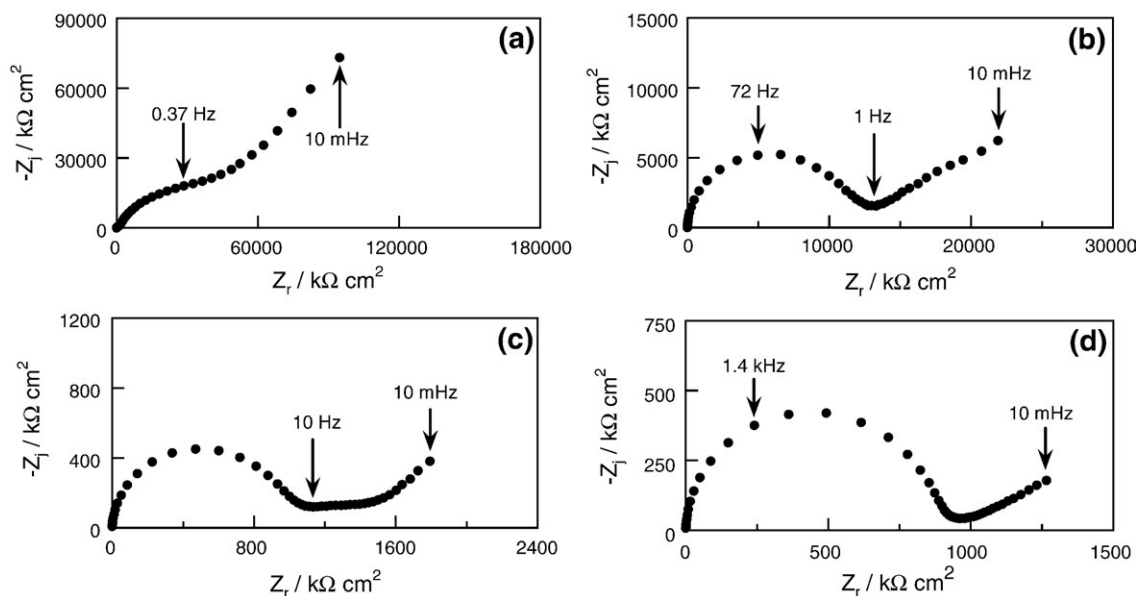 (a)
90000
60000
30000
0
-Zj / kΩ cm²
0.37 Hz
10 mHz
0 60000 120000 180000
Zr / kΩ cm²
(b)
15000
10000
5000
0
-Zj / kΩ cm²
72 Hz
1 Hz
10 mHz
0 10000 20000 30000
Zr / kΩ cm²
(c)
1200
800
400
0
-Zj / kΩ cm²
10 Hz
10 mHz
0 800 1600 2400
Zr / kΩ cm²
(d)
750
500
250
0
-Zj / kΩ cm²
1.4 kHz
10 mHz
0 500 1000 1500
Zr / kΩ cm²